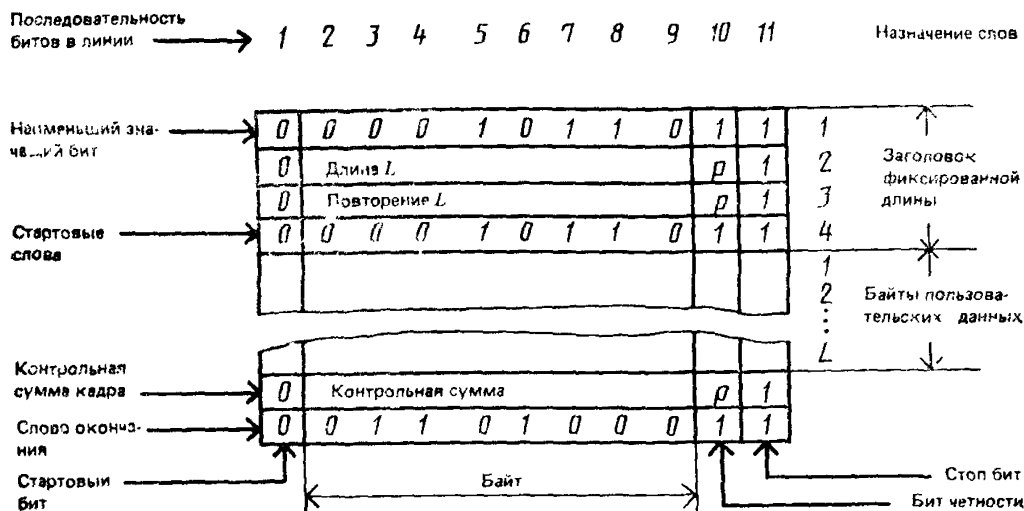 Последовательность
битов в линии
1 2 3 4 5 6 7 8 9 10 11
Назначение слов
Наименьший зна-
чащий бит
0 0 0 0 1 0 1 1 0 1 1 1
0 Длина L p 1 2
0 Повторение L p 1 3
Стартовые
слова
0 0 0 0 1 0 1 1 0 1 1 4
Заголовок
фиксированной
длины
1
2
L
Байты пользова-
тельских данных
Контрольная
сумма кадра
0 Контрольная сумма p 1
Слово оконча-
ния
0 0 1 1 0 1 0 0 0 1 1
Стартовый
бит
Байт
Стоп бит
Бит четности